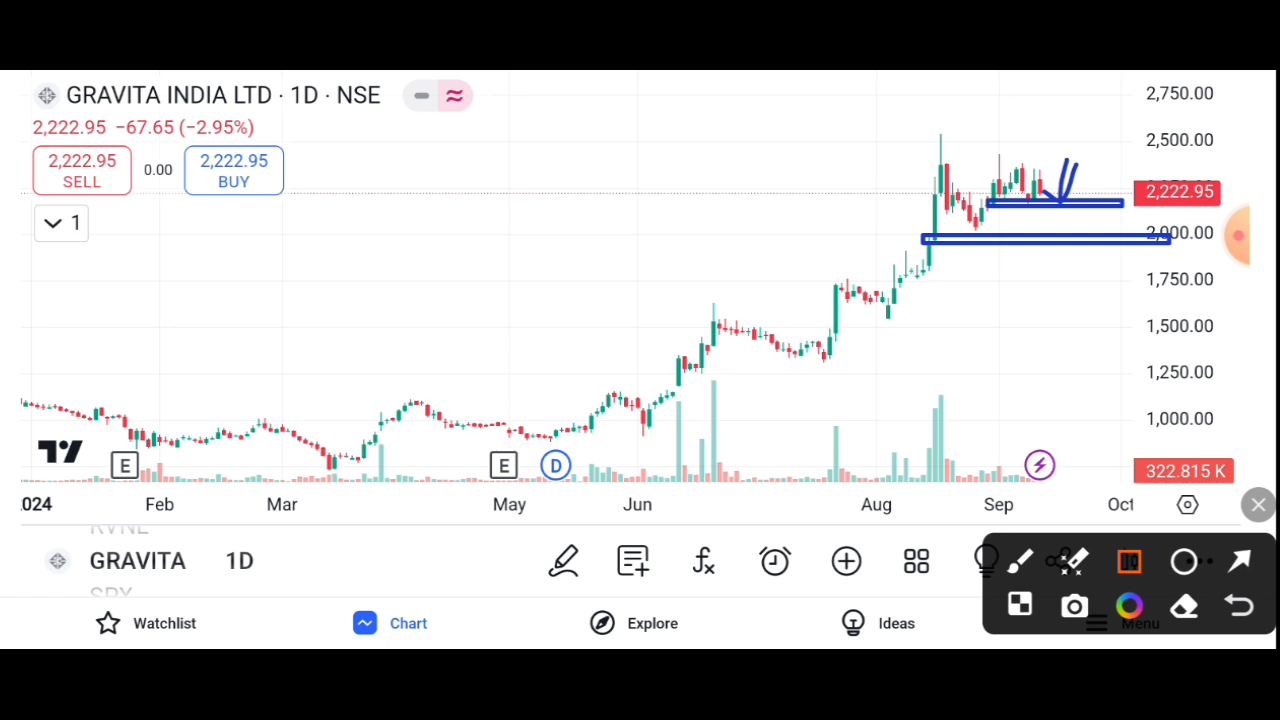 GRAVITA INDIA LTD · 1D · NSE
2,222.95 −67.65 (−2.95%)
2,222.95 SELL
0.00
2,222.95 BUY
1
2,750.00
2,500.00
2,222.95
2,000.00
1,750.00
1,500.00
1,250.00
1,000.00
322.815 K
E
E
D
Feb Mar May Jun Aug Sep Oct
GRAVITA 1D
Watchlist Chart Explore Ideas Menu